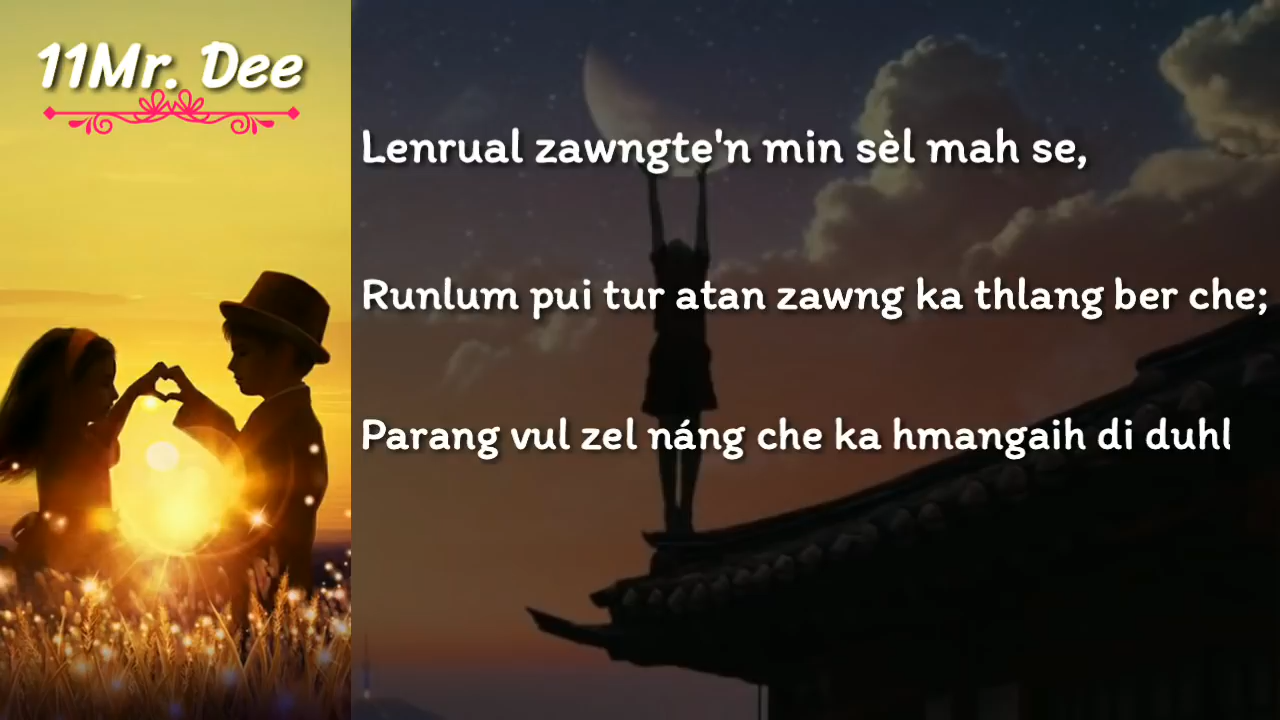 11Mr. Dee
Lenrual zawngte'n min sèl mah se,
Runlum pui tur atan zawng ka thlang ber che;
Parang vul zel náng che ka hmangaih di duhl